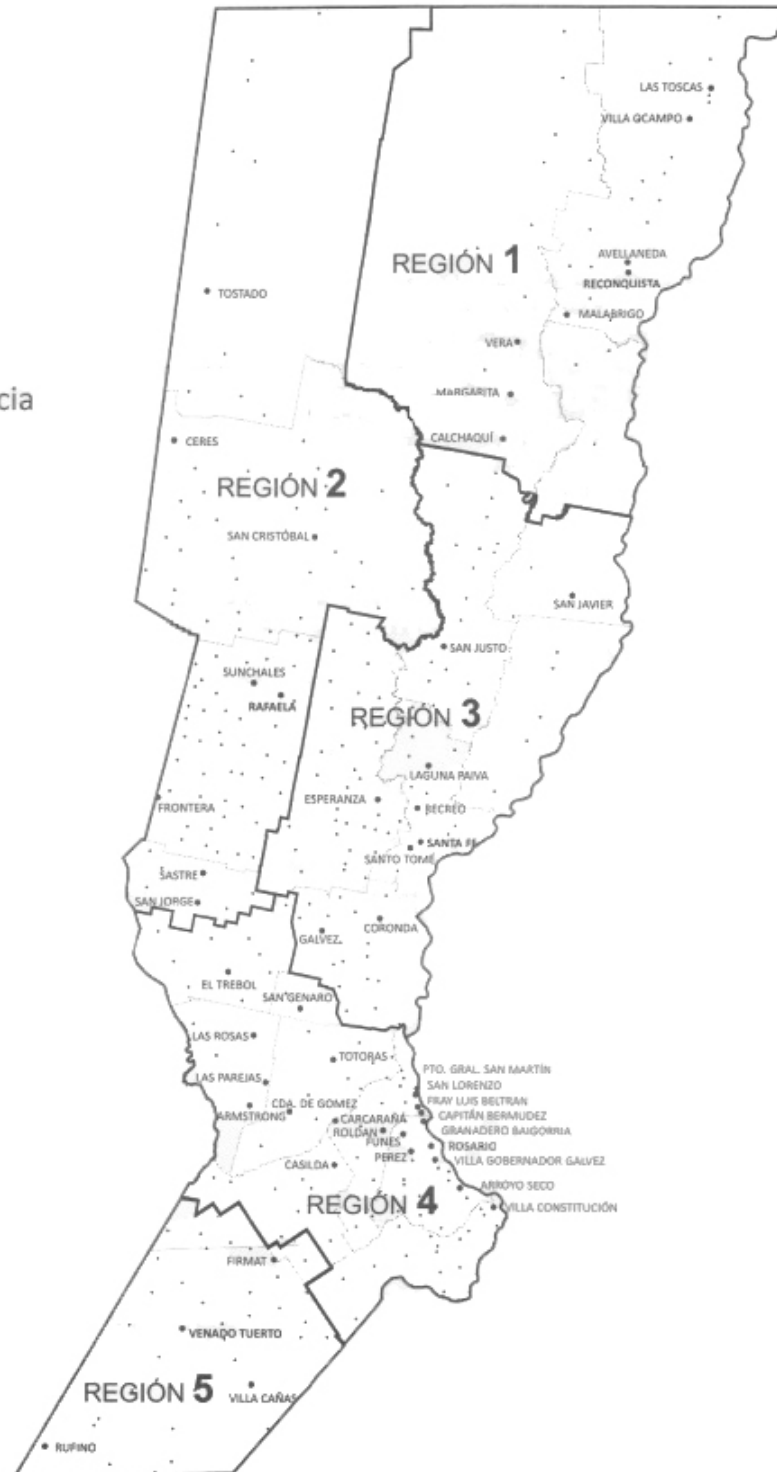 LAS TOSCAS
VILLA OCAMPO
REGIÓN 1
AVELLANEDA
RECONQUISTA
TOSTADO
MALABRIGO
VERA
MARGARITA
cia
CERES
CALCHAQUÍ
REGIÓN 2
SAN CRISTÓBAL
SAN JAVIER
SAN JUSTO
SUNCHALES
RAFAELA
REGIÓN 3
LAGUNA PAIVA
ESPERANZA
FRONTERA
RECREO
SANTA FE
SANTO TOME
SASTRE
SAN JORGE
CORONDA
GALVEZ
EL TREBOL
SAN GENARO
LAS ROSAS
TOTORAS
PTO. GRAL. SAN MARTÍN
LAS PAREJAS
SAN LORENZO
FRAY LUIS BELTRAN
CDA. DE GOMEZ
ARMSTRONG
CAPITÁN BERMUDEZ
CARCARAÑA
GRANADERO BAIGORRIA
ROLDAN
FUNES
ROSARIO
PEREZ
VILLA GOBERNADOR GALVEZ
CASILDA
ARROYO SECO
REGIÓN 4
VILLA CONSTITUCIÓN
FIRMAT
VENADO TUERTO
REGIÓN 5
VILLA CAÑAS
RUFINO